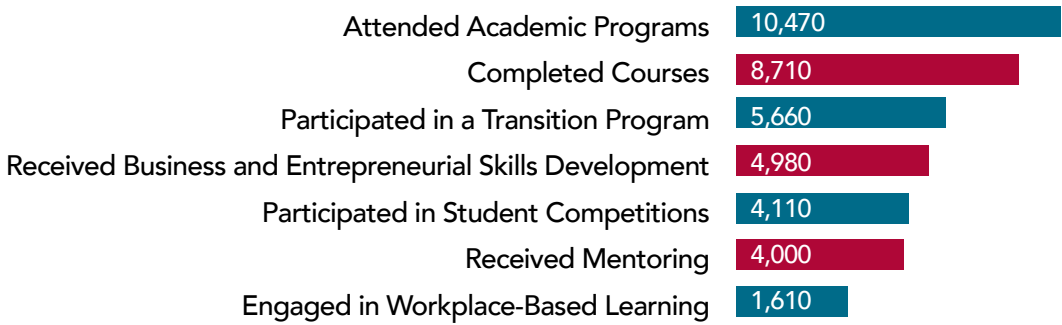 Attended Academic Programs 10,470
Completed Courses 8,710
Participated in a Transition Program 5,660
Received Business and Entrepreneurial Skills Development 4,980
Participated in Student Competitions 4,110
Received Mentoring 4,000
Engaged in Workplace-Based Learning 1,610